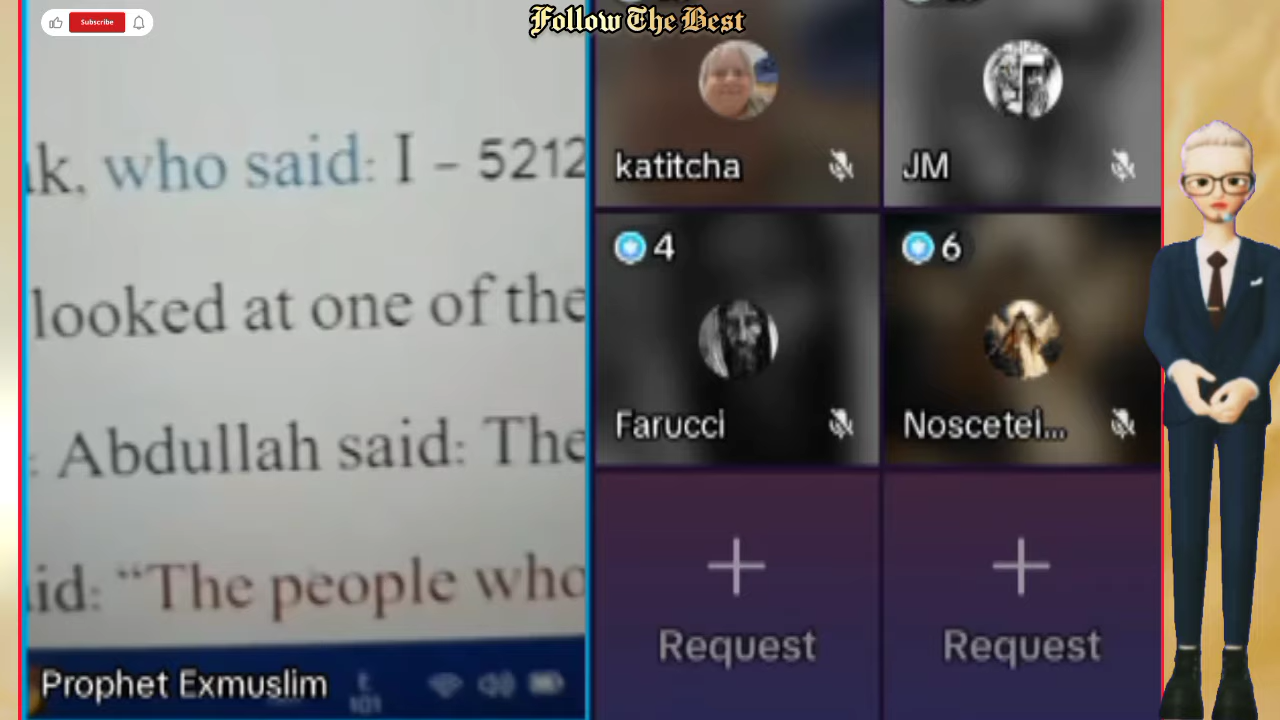 Subscribe
Follow The Best
k, who said: I - 5212
looked at one of the
: Abdullah said: The
id: “The people who
Prophet Exmuslim
101
katitcha
JM
4
Farucci
6
Noscetel...
Request
Request